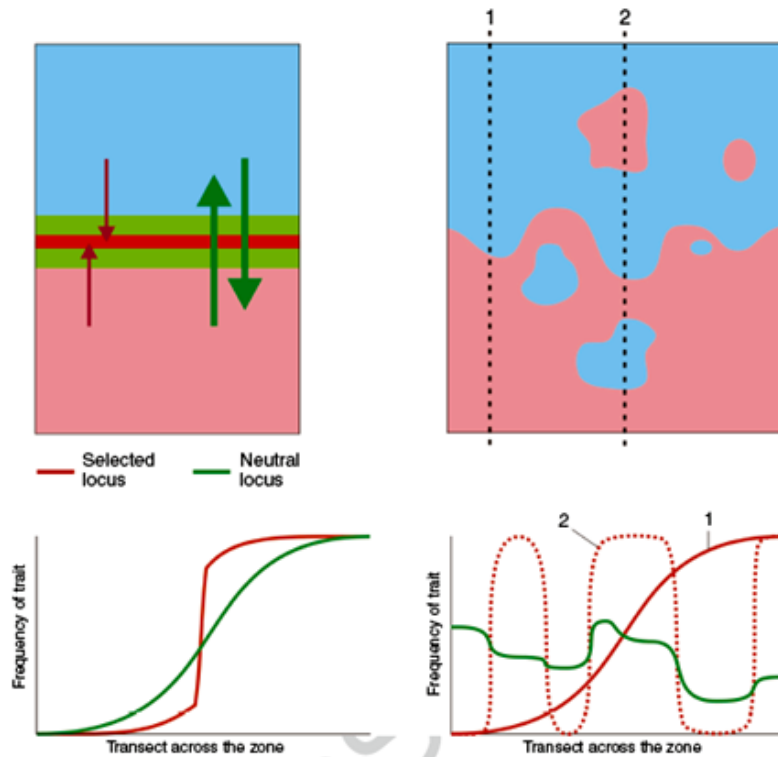 1
2
Selected
locus
Neutral
locus
Frequency of trait
Transect across the zone
2
1
Frequency of trait
Transect across the zone